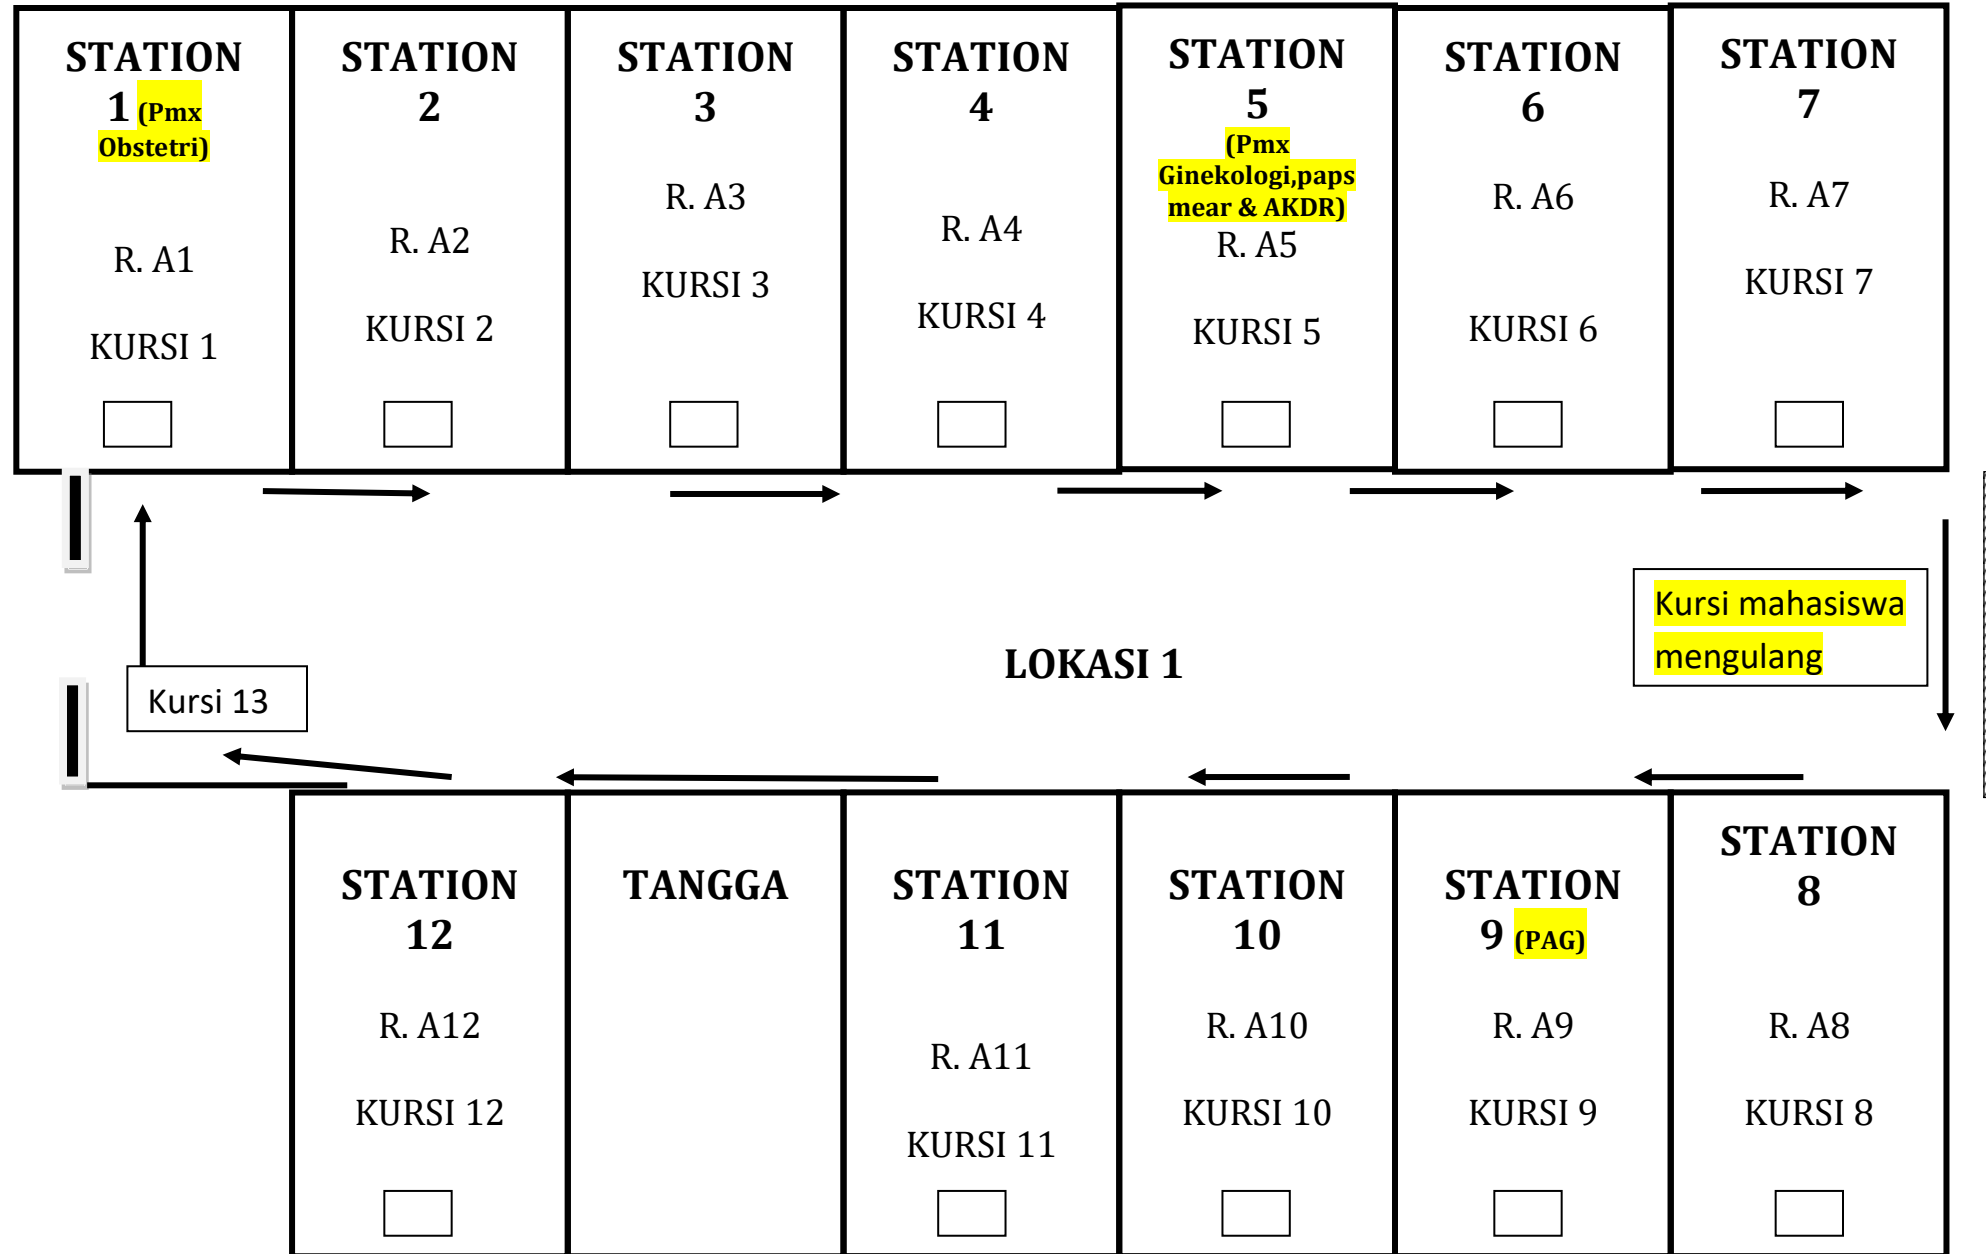 STATION
1 (Pmx
Obstetri)
R. A1
KURSI 1
STATION
2
R. A2
KURSI 2
STATION
3
R. A3
KURSI 3
STATION
4
R. A4
KURSI 4
STATION
5
(Pmx
Ginekologi,paps
mear & AKDR)
R. A5
KURSI 5
STATION
6
R. A6
KURSI 6
STATION
7
R. A7
KURSI 7
Kursi mahasiswa
mengulang
LOKASI 1
Kursi 13
STATION
12
R. A12
KURSI 12
TANGGA
STATION
11
R. A11
KURSI 11
STATION
10
R. A10
KURSI 10
STATION
9 (PAG)
R. A9
KURSI 9
STATION
8
R. A8
KURSI 8